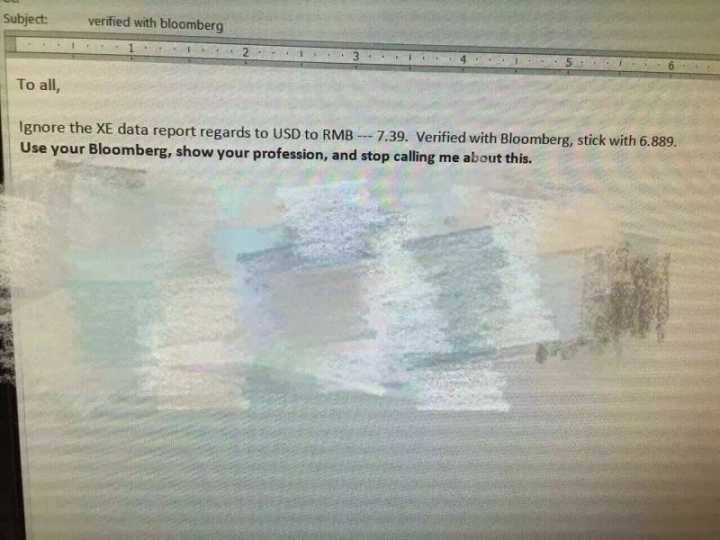 Subject: verified with bloomberg
1 2 3 4 5 6
To all,
Ignore the XE data report regards to USD to RMB --- 7.39. Verified with Bloomberg, stick with 6.889.
Use your Bloomberg, show your profession, and stop calling me about this.